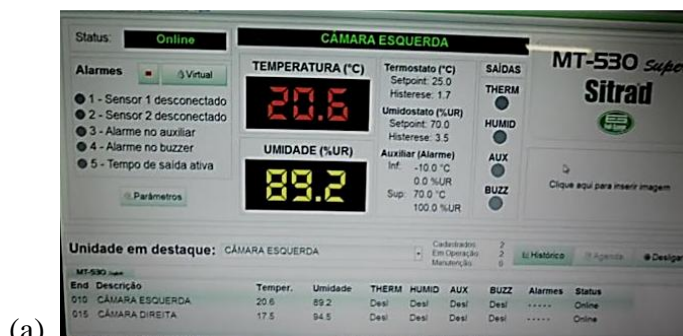 Status: Online
CÂMARA ESQUERDA
MT-530 Super
Sitrad
Alarmes
Virtual
1 - Sensor 1 desconectado
2 - Sensor 2 desconectado
3 - Alarme no auxiliar
4 - Alarme no buzzer
5 - Tempo de saída ativa
Parâmetros
TEMPERATURA (°C)
20.6
UMIDADE (%UR)
89.2
Termostato (°C)
Setpoint: 25.0
Histerese: 1.7
Umidostato (%UR)
Setpoint: 70.0
Histerese: 3.5
Auxiliar (Alarme)
Inf: -10.0 °C
0.0 %UR
Sup: 70.0 °C
100.0 %UR
SAÍDAS
THERM
HUMID
AUX
BUZZ
Clique aqui para inserir imagem
Unidade em destaque: CÂMARA ESQUERDA
Cadastrados: 2
Em Operação: 2
Manutenção: 0
Histórico
Agenda
Desligar
MT-530 Super
End Descrição Temper. Umidade THERM HUMID AUX BUZZ Alarmes Status
010 CÂMARA ESQUERDA 20.6 89.2 Desl Desl Desl Desl ----- Online
015 CÂMARA DIREITA 17.5 94.5 Desl Desl Desl Desl ----- Online
(a)